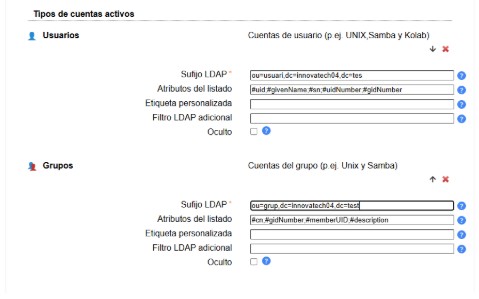 Tipos de cuentas activos
Usuarios
Cuentas de usuario (p.ej. UNIX,Samba y Kolab)
Sufijo LDAP *
ou=usuari,dc=innovatech04,dc=tes
Atributos del listado
#uid;#givenName;#sn;#uidNumber;#gidNumber
Etiqueta personalizada
Filtro LDAP adicional
Oculto
Grupos
Cuentas del grupo (p.ej. Unix y Samba)
Sufijo LDAP *
ou=grup,dc=innovatech04,dc=test
Atributos del listado
#cn;#gidNumber;#memberUID;#description
Etiqueta personalizada
Filtro LDAP adicional
Oculto